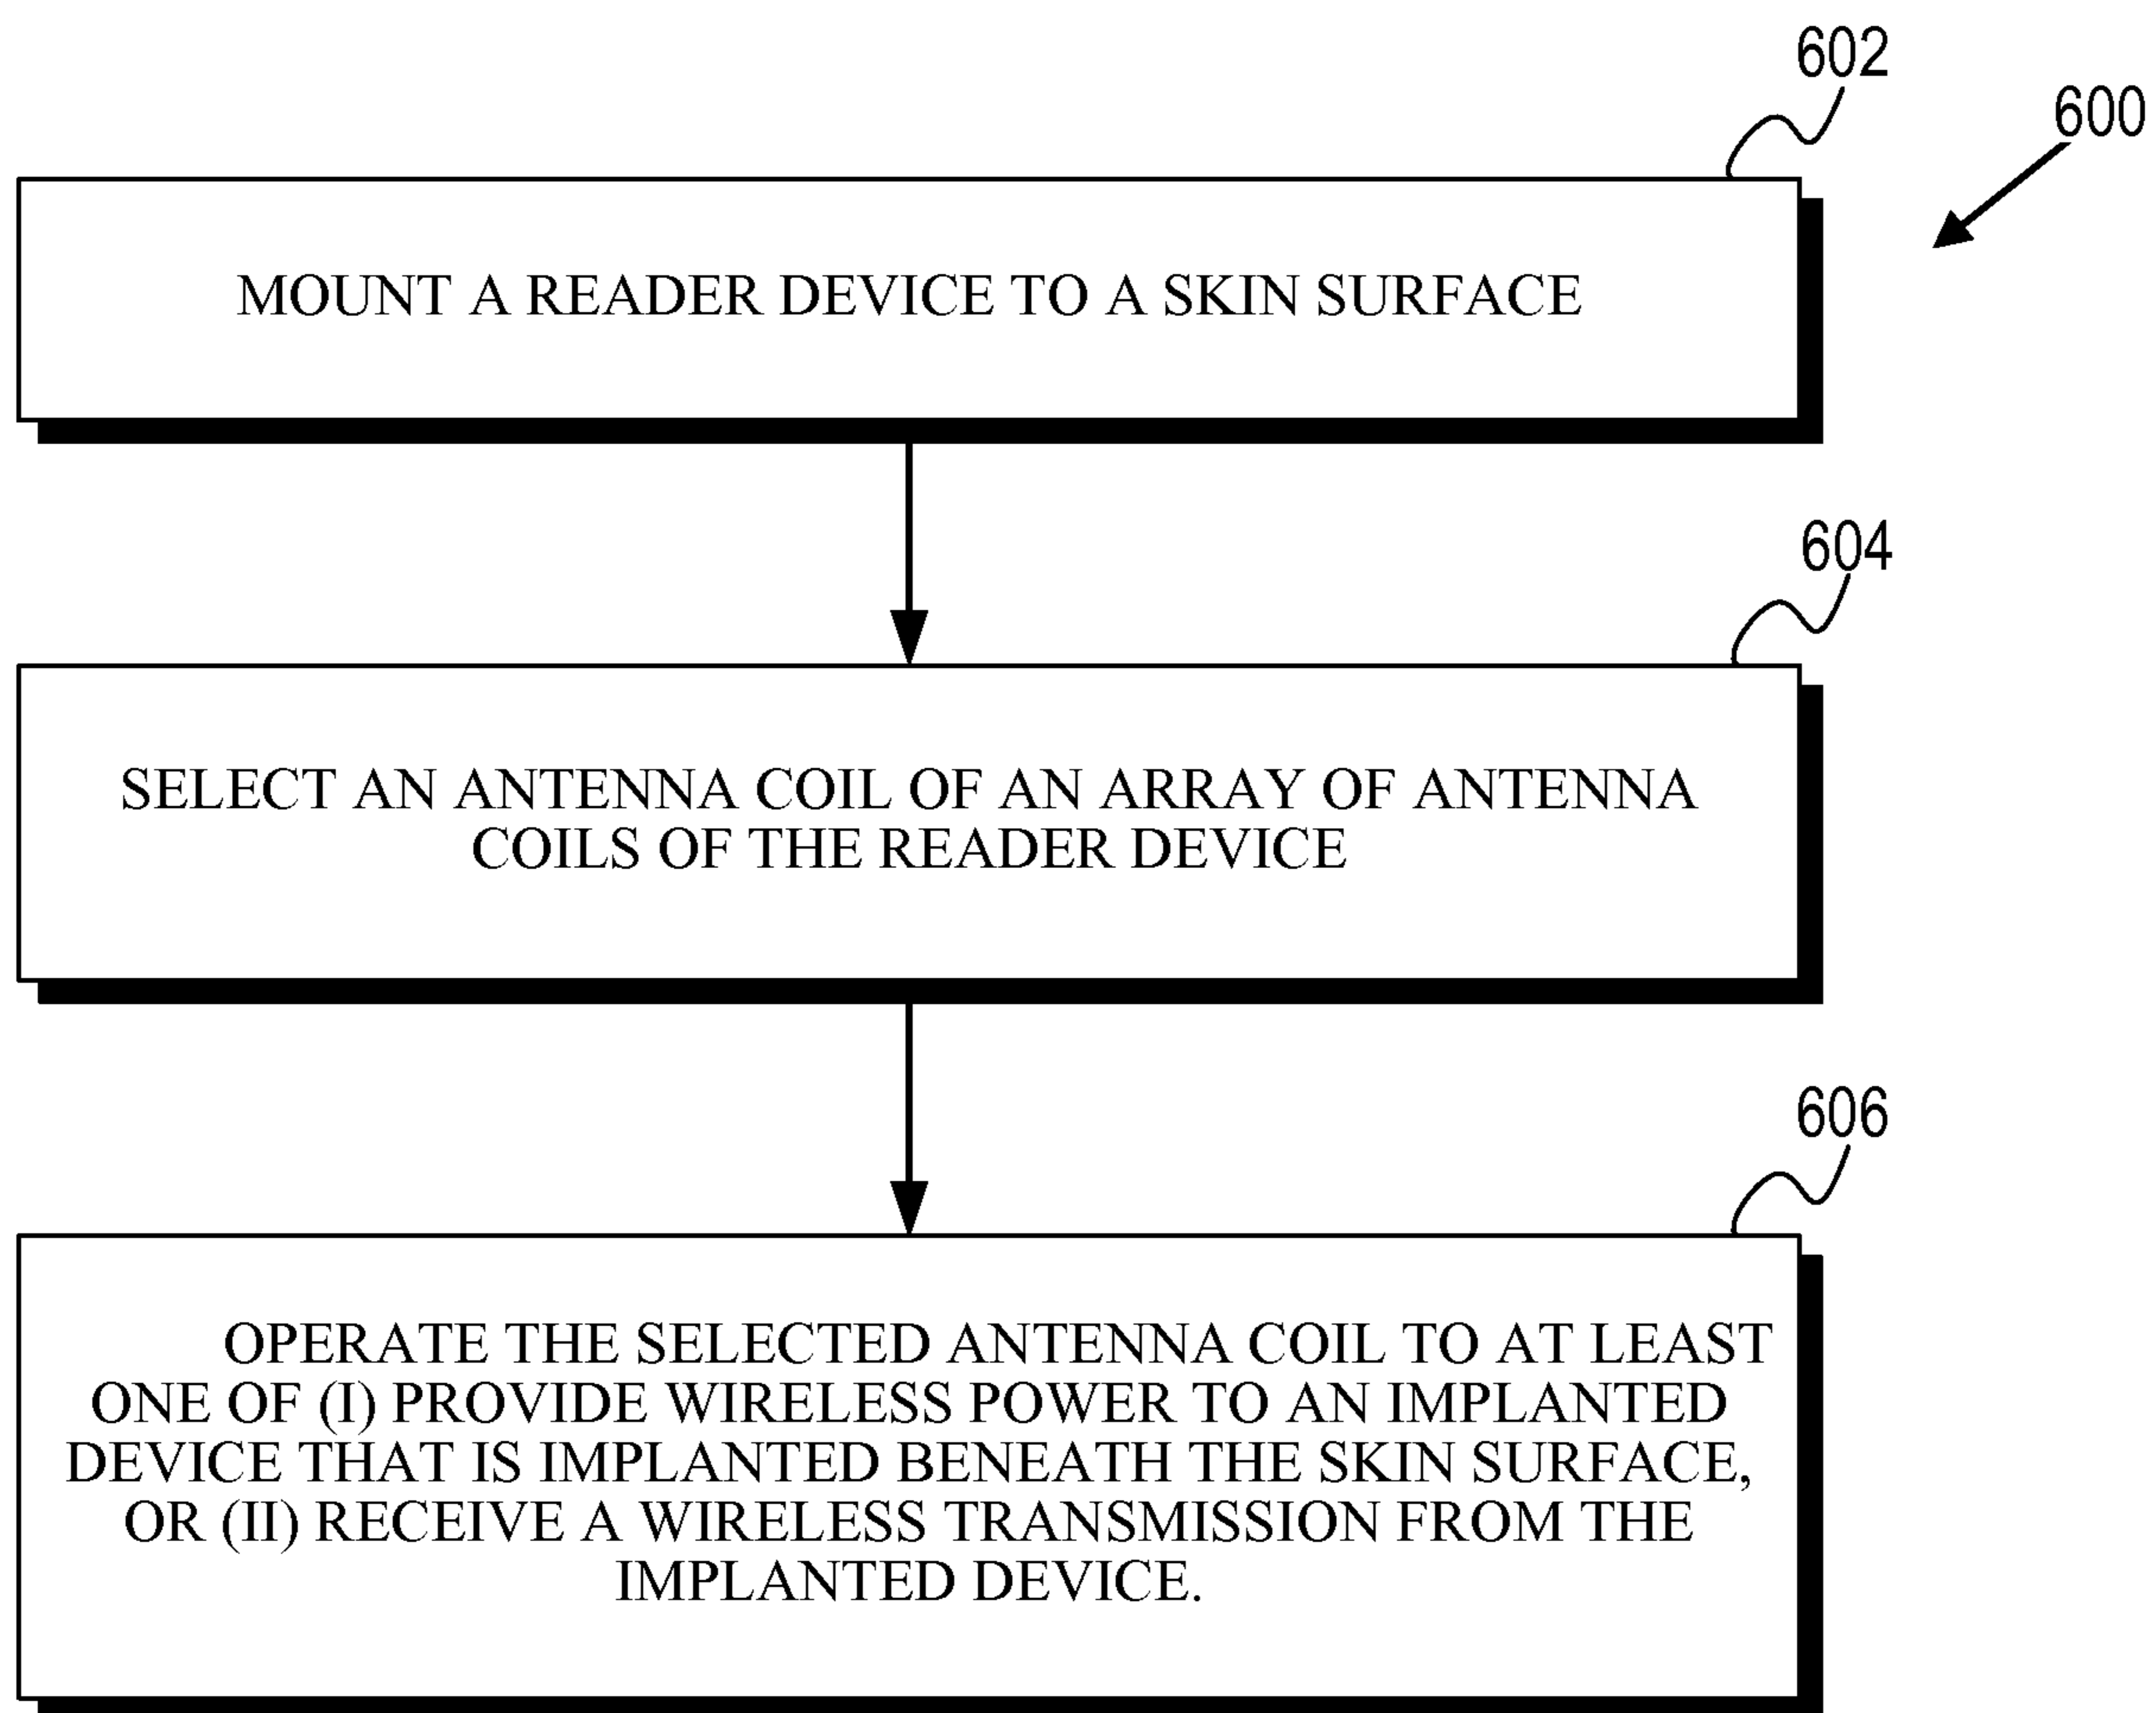 602
600
MOUNT A READER DEVICE TO A SKIN SURFACE
604
SELECT AN ANTENNA COIL OF AN ARRAY OF ANTENNA
COILS OF THE READER DEVICE
606
OPERATE THE SELECTED ANTENNA COIL TO AT LEAST
ONE OF (I) PROVIDE WIRELESS POWER TO AN IMPLANTED
DEVICE THAT IS IMPLANTED BENEATH THE SKIN SURFACE,
OR (II) RECEIVE A WIRELESS TRANSMISSION FROM THE
IMPLANTED DEVICE.